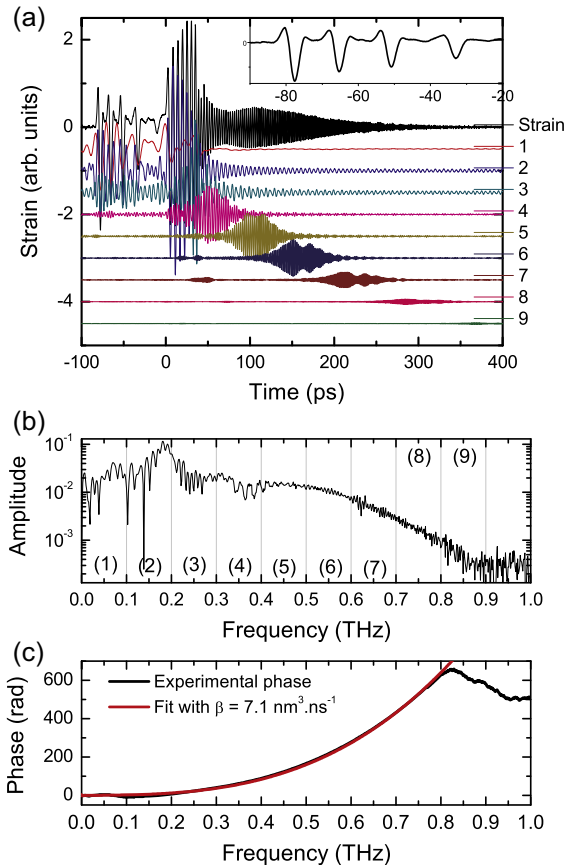 (a)
2
0
-2
-4
Strain (arb. units)
0
-80 -60 -40 -20
Strain
1
2
3
4
5
6
7
8
9
-100 0 100 200 300 400
Time (ps)
(b)
10⁻¹
10⁻²
10⁻³
Amplitude
(8) (9)
(1) (2) (3) (4) (5) (6) (7)
0.0 0.1 0.2 0.3 0.4 0.5 0.6 0.7 0.8 0.9 1.0
Frequency (THz)
(c)
600
400
200
0
Phase (rad)
Experimental phase
Fit with β = 7.1 nm³.ns⁻¹
0.0 0.1 0.2 0.3 0.4 0.5 0.6 0.7 0.8 0.9 1.0
Frequency (THz)